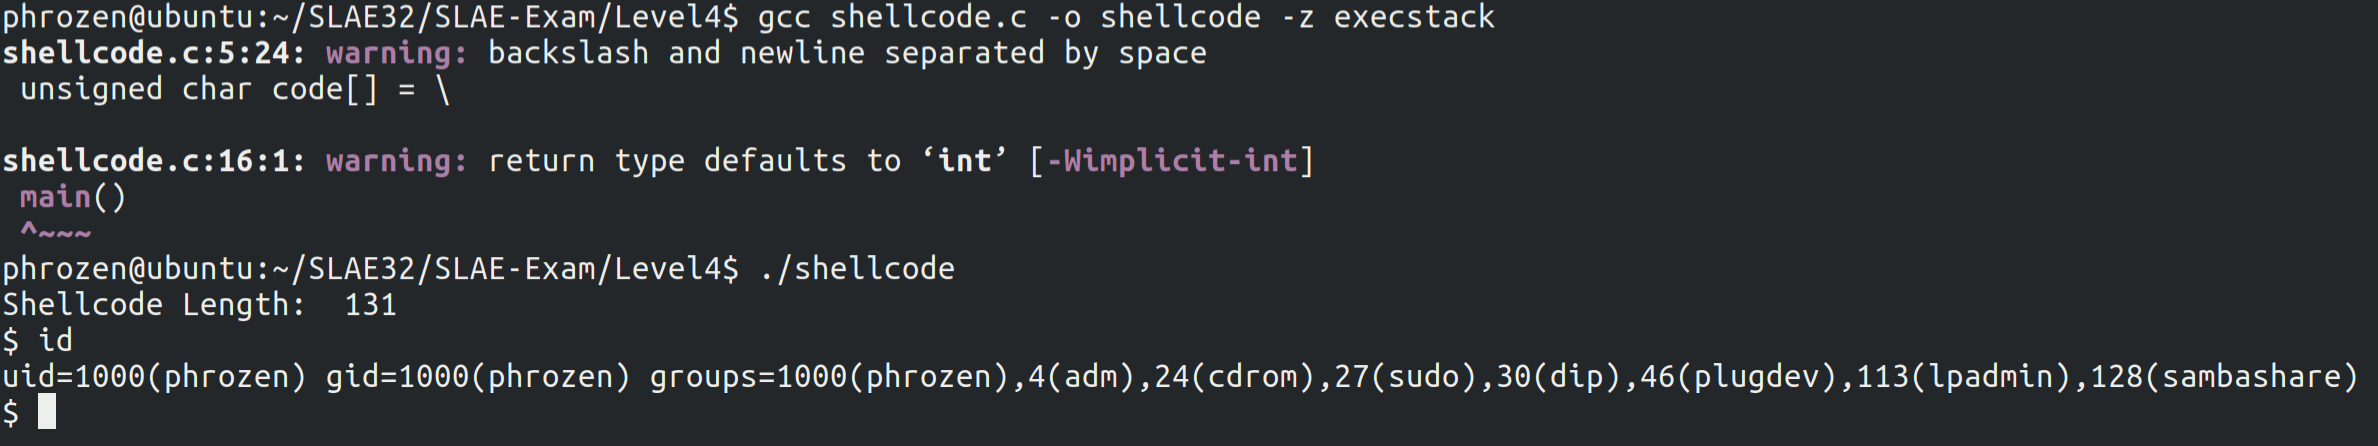 phrozen@ubuntu:~/SLAE32/SLAE-Exam/Level4$ gcc shellcode.c -o shellcode -z execstack
shellcode.c:5:24: warning: backslash and newline separated by space
 unsigned char code[] = \
shellcode.c:16:1: warning: return type defaults to ‘int’ [-Wimplicit-int]
 main()
 ^~~~
phrozen@ubuntu:~/SLAE32/SLAE-Exam/Level4$ ./shellcode
Shellcode Length:  131
$ id
uid=1000(phrozen) gid=1000(phrozen) groups=1000(phrozen),4(adm),24(cdrom),27(sudo),30(dip),46(plugdev),113(lpadmin),128(sambashare)
$